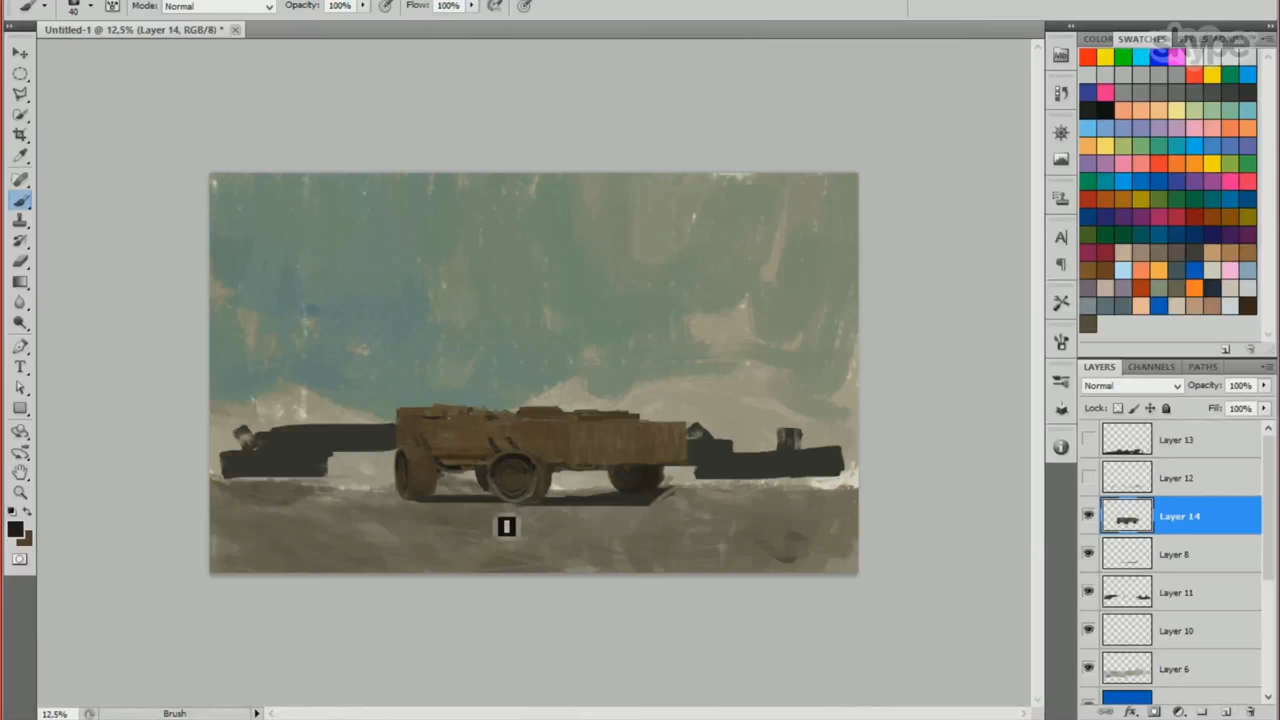 40
Mode: Normal
Opacity: 100%
Flow: 100%
Untitled-1 @ 12,5% (Layer 14, RGB/8) *
COLOR
SWATCHES
skype
LAYERS
CHANNELS
PATHS
Normal
Opacity: 100%
Lock:
Fill: 100%
Layer 13
Layer 12
Layer 14
Layer 8
Layer 11
Layer 10
Layer 6
12,5%
Brush